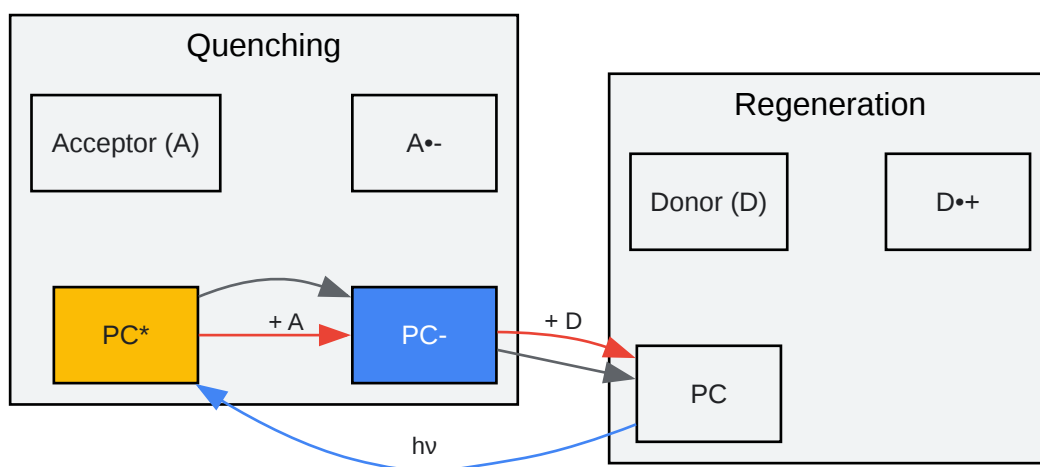 Quenching
Acceptor (A)
A•-
PC*
+ A
PC-
+ D
Regeneration
Donor (D)
D•+
PC
hν